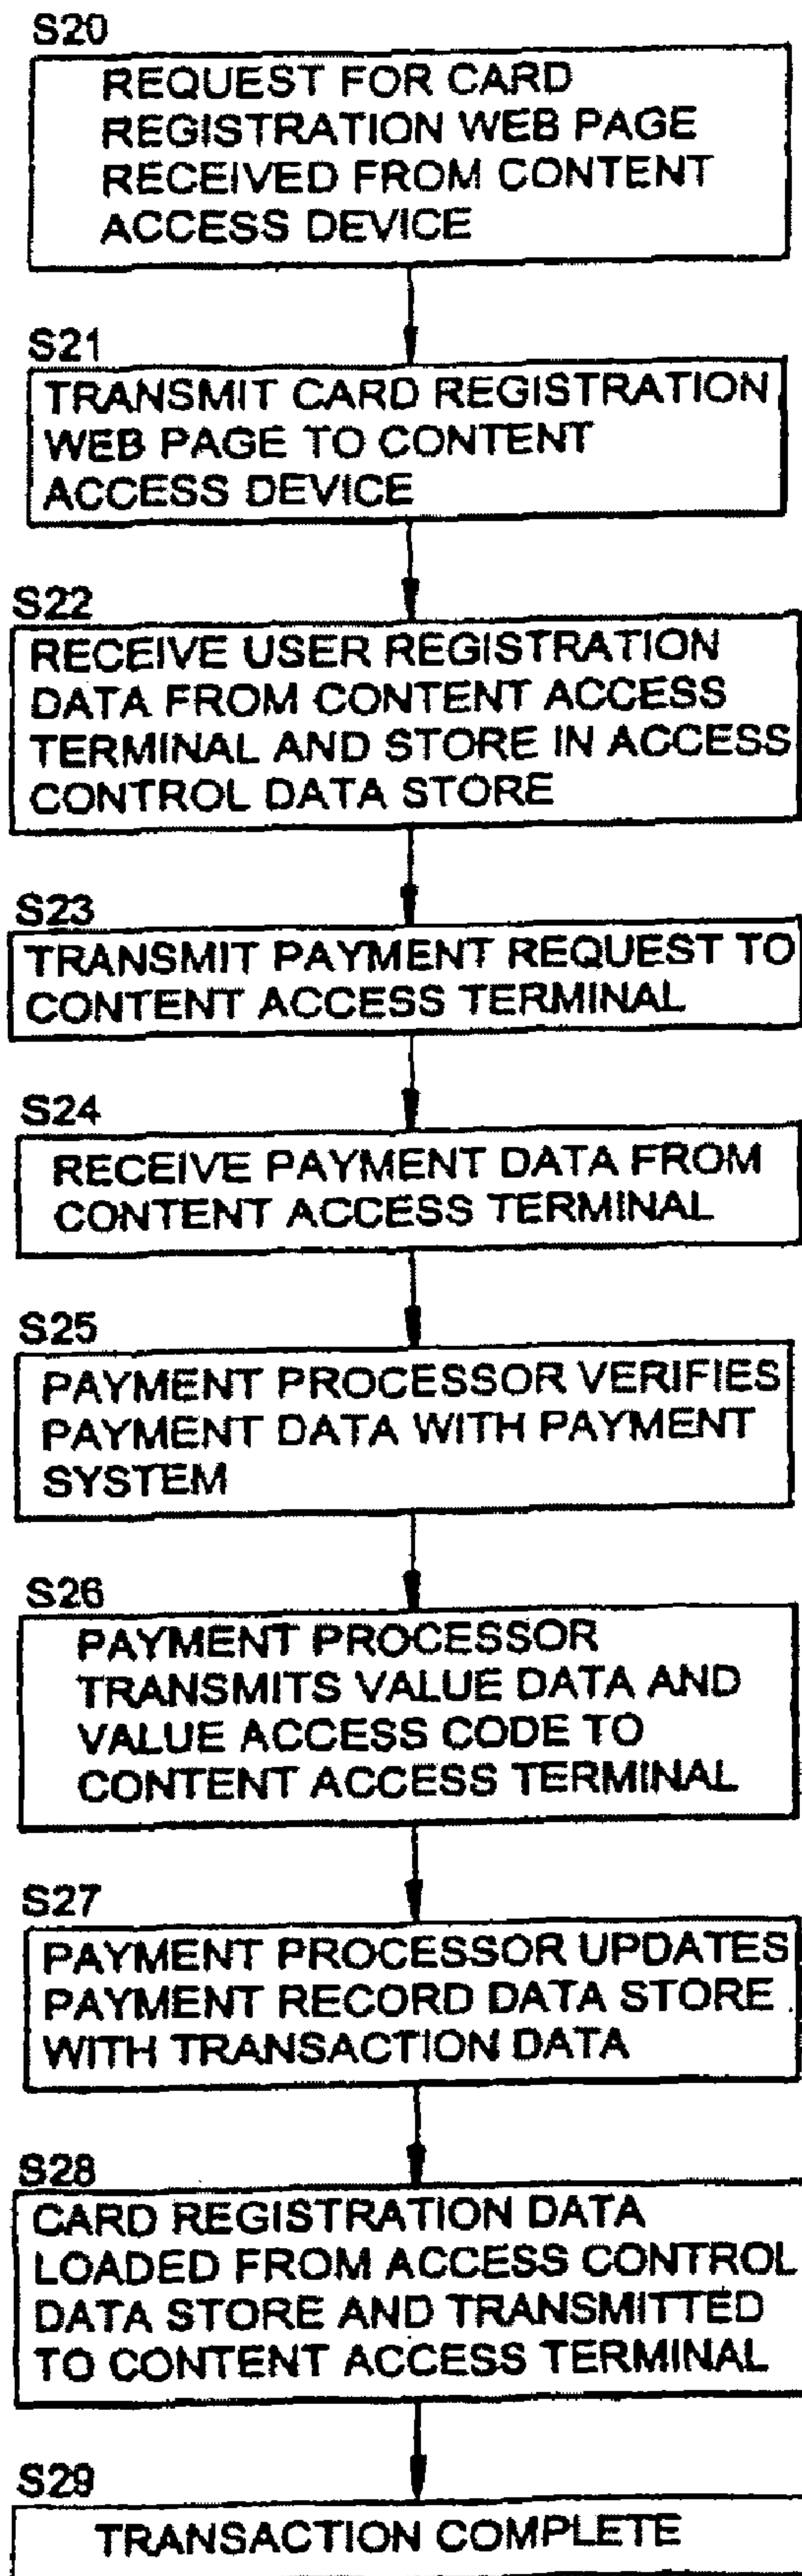 S20
REQUEST FOR CARD
REGISTRATION WEB PAGE
RECEIVED FROM CONTENT
ACCESS DEVICE
S21
TRANSMIT CARD REGISTRATION
WEB PAGE TO CONTENT
ACCESS DEVICE
S22
RECEIVE USER REGISTRATION
DATA FROM CONTENT ACCESS
TERMINAL AND STORE IN ACCESS
CONTROL DATA STORE
S23
TRANSMIT PAYMENT REQUEST TO
CONTENT ACCESS TERMINAL
S24
RECEIVE PAYMENT DATA FROM
CONTENT ACCESS TERMINAL
S25
PAYMENT PROCESSOR VERIFIES
PAYMENT DATA WITH PAYMENT
SYSTEM
S26
PAYMENT PROCESSOR
TRANSMITS VALUE DATA AND
VALUE ACCESS CODE TO
CONTENT ACCESS TERMINAL
S27
PAYMENT PROCESSOR UPDATES
PAYMENT RECORD DATA STORE
WITH TRANSACTION DATA
S28
CARD REGISTRATION DATA
LOADED FROM ACCESS CONTROL
DATA STORE AND TRANSMITTED
TO CONTENT ACCESS TERMINAL
S29
TRANSACTION COMPLETE